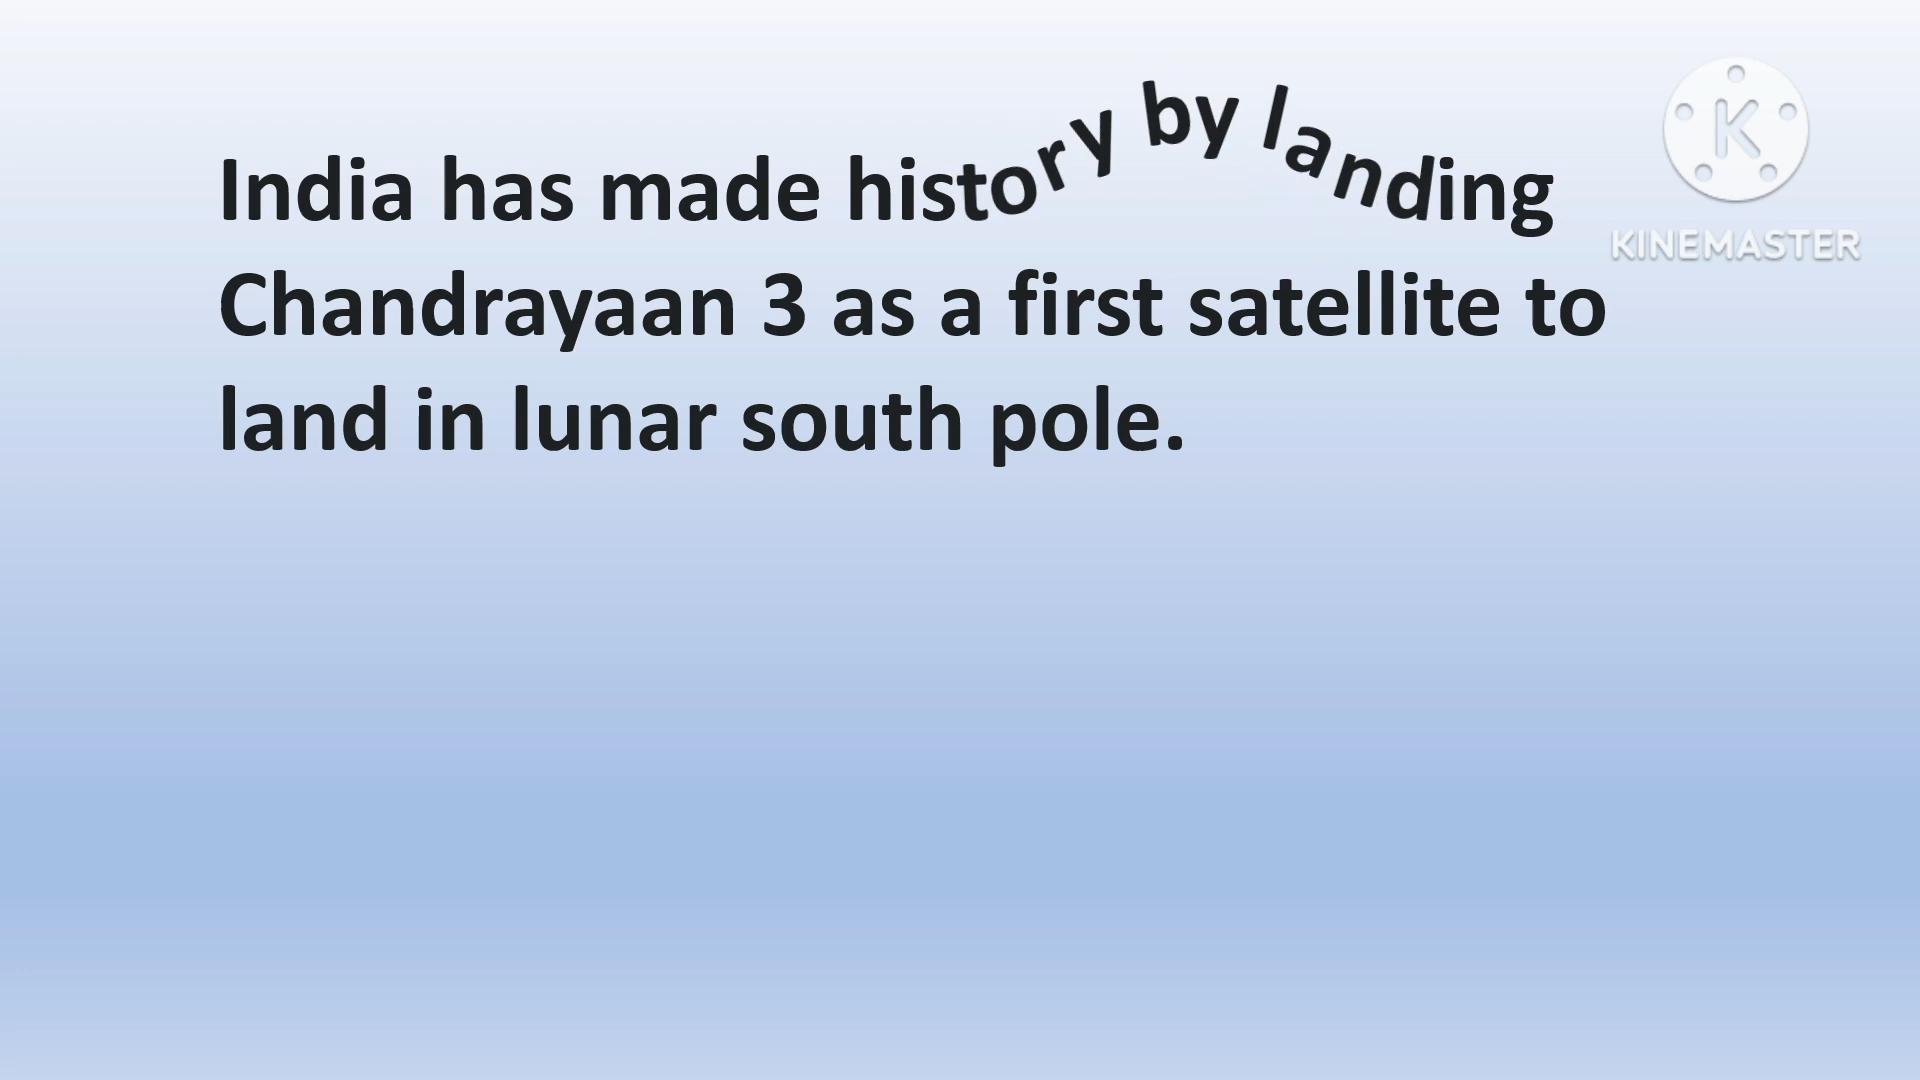 India has made history by landing
Chandrayaan 3 as a first satellite to
land in lunar south pole.
K
KINEMASTER